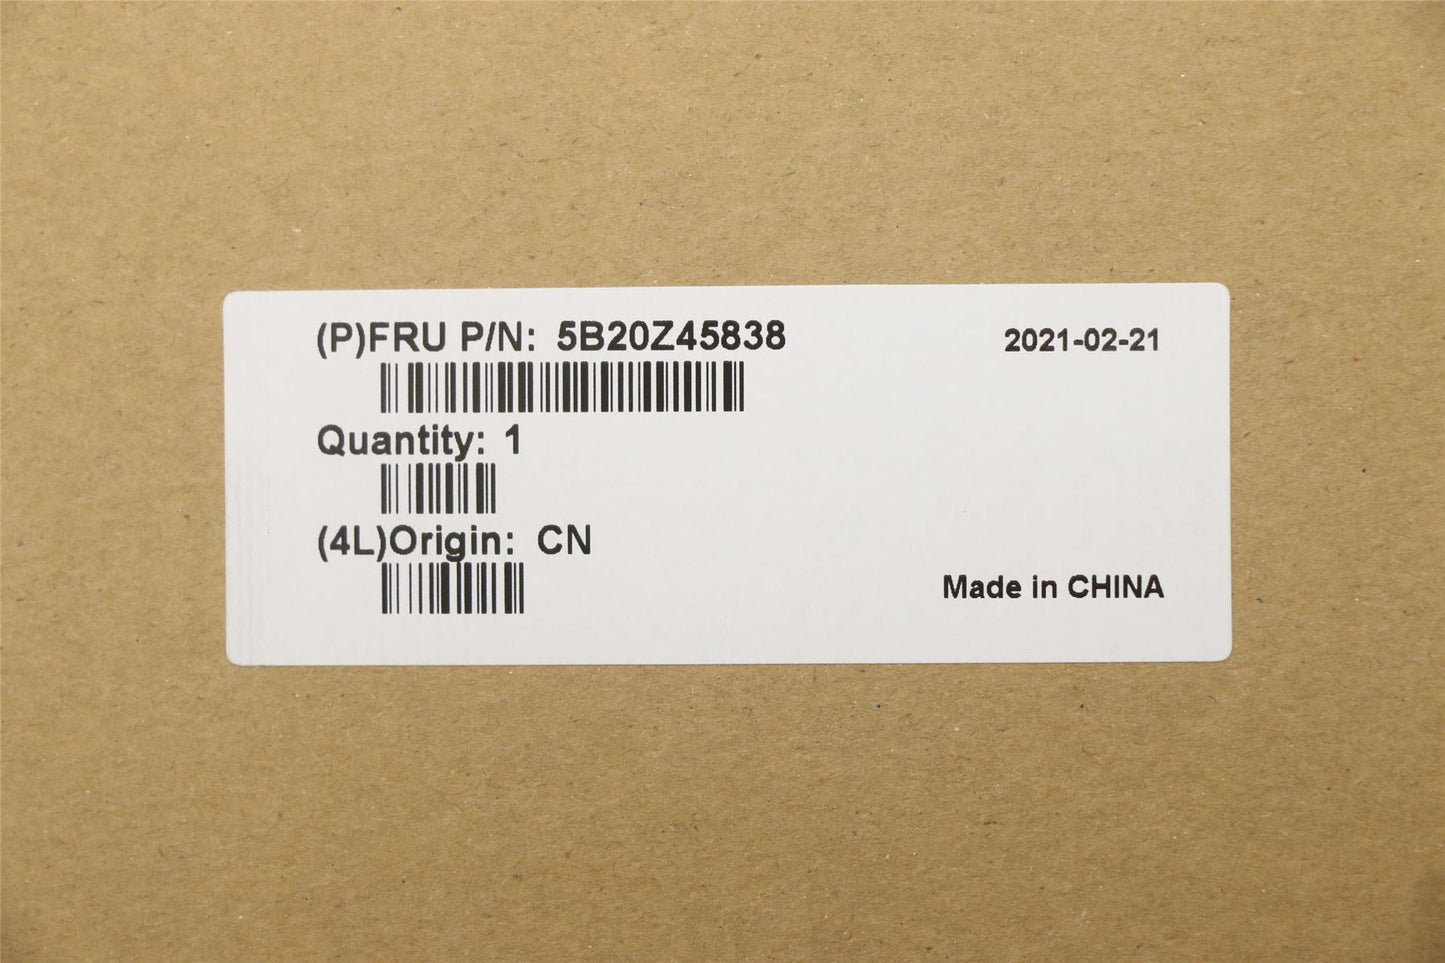 (P)FRU P/N: 5B20Z45838
2021-02-21
Quantity: 1
(4L)Origin: CN
Made in CHINA